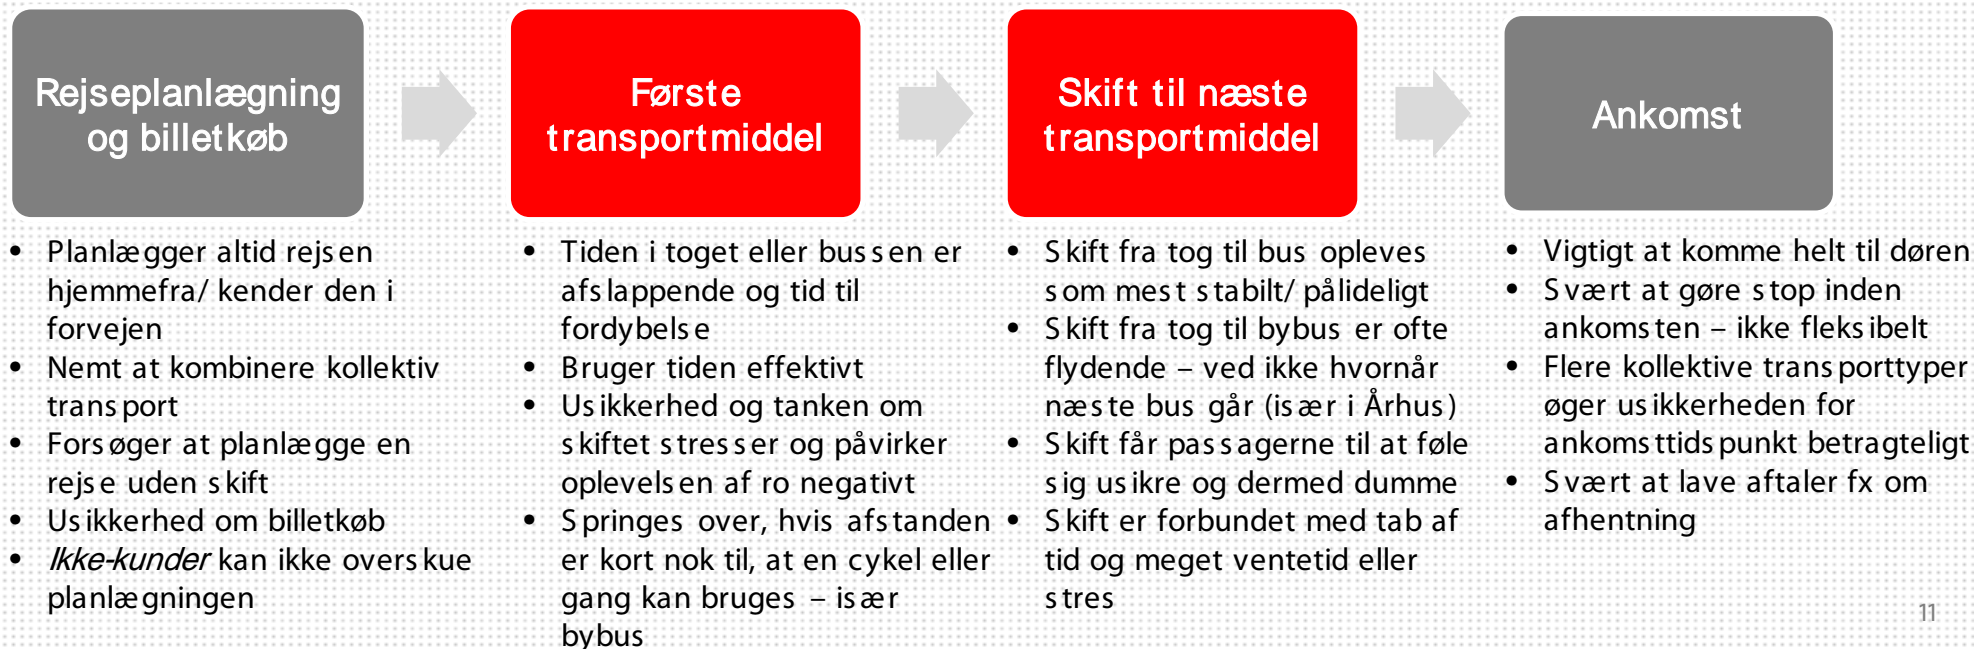 Rejseplanlægning
og billetkøb
Første
transportmiddel
Skift til næste
transportmiddel
Ankomst
• Planlægger altid rejsen
hjemmefra/ kender den i
forvejen
• Nemt at kombinere kollektiv
transport
• Forsøger at planlægge en
rejse uden skift
• Usikkerhed om billetkøb
• Ikke-kunder kan ikke overskue
planlægningen
• Tiden i toget eller bussen er
afslappende og tid til
fordybelse
• Bruger tiden effektivt
• Usikkerhed og tanken om
skiftet stresser og påvirker
oplevelsen af ro negativt
• Springes over, hvis afstanden
er kort nok til, at en cykel eller
gang kan bruges – især
bybus
• Skift fra tog til bus opleves
som mest stabilt/ pålideligt
• Skift fra tog til bybus er ofte
flydende – ved ikke hvornår
næste bus går (især i Århus)
• Skift får passagerne til at føle
sig usikre og dermed dumme
• Skift er forbundet med tab af
tid og meget ventetid eller
stres
• Vigtigt at komme helt til døren
• Svært at gøre stop inden
ankomsten – ikke fleksibelt
• Flere kollektive transporttyper
øger usikkerheden for
ankomsttidspunkt betragteligt
• Svært at lave aftaler fx om
afhentning
11